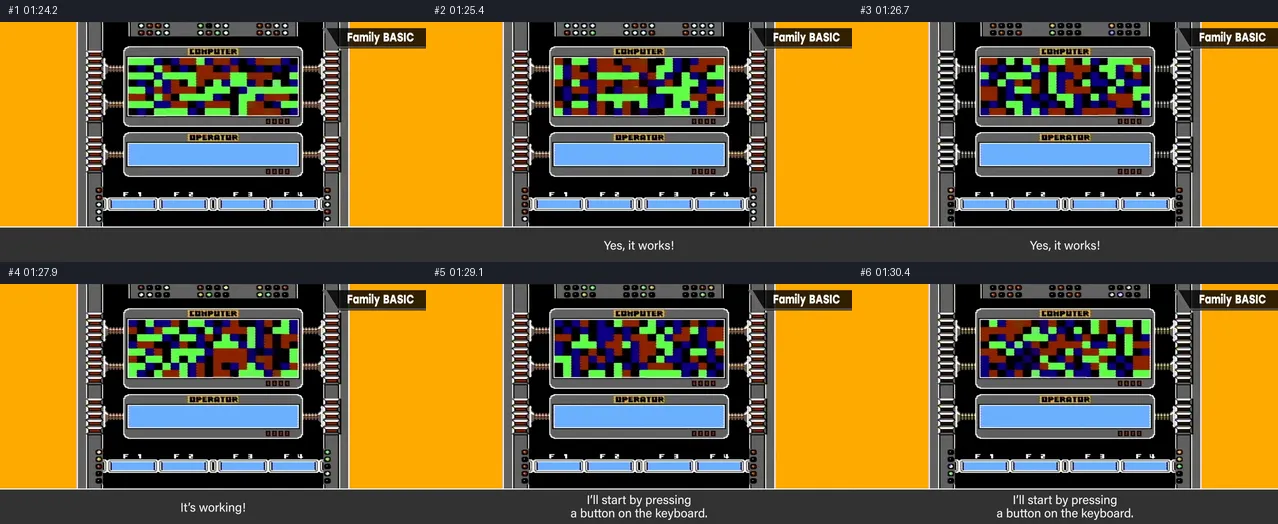 #1 01:24.2
Family BASIC
COMPUTER
OPERATOR
F 1 F 2 F 3 F 4
#2 01:25.4
Family BASIC
COMPUTER
OPERATOR
F 1 F 2 F 3 F 4
Yes, it works!
#3 01:26.7
Family BASIC
COMPUTER
OPERATOR
F 1 F 2 F 3 F 4
Yes, it works!
#4 01:27.9
Family BASIC
COMPUTER
OPERATOR
F 1 F 2 F 3 F 4
It's working!
#5 01:29.1
Family BASIC
COMPUTER
OPERATOR
F 1 F 2 F 3 F 4
I'll start by pressing
a button on the keyboard.
#6 01:30.4
Family BASIC
COMPUTER
OPERATOR
F 1 F 2 F 3 F 4
I'll start by pressing
a button on the keyboard.